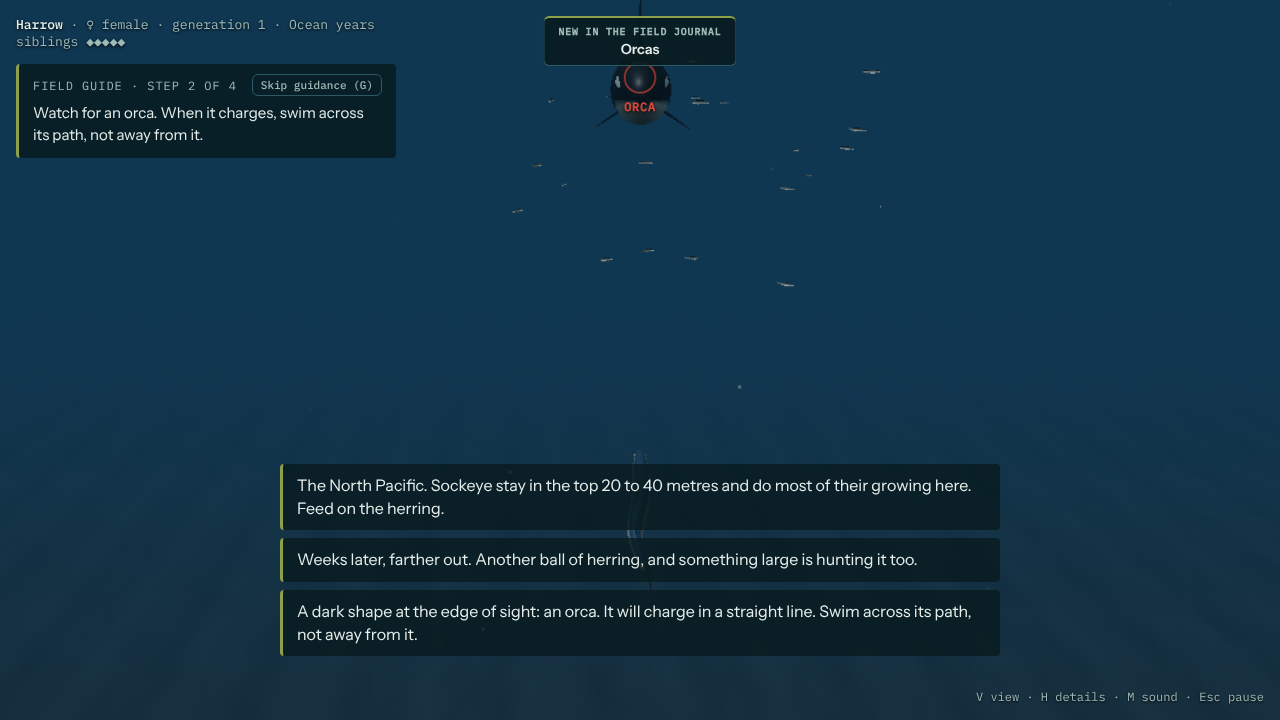 Harrow · ♀ female · generation 1 · Ocean years
siblings ◆◆◆◆◆
FIELD GUIDE · STEP 2 OF 4
Skip guidance (G)
Watch for an orca. When it charges, swim across
its path, not away from it.
NEW IN THE FIELD JOURNAL
Orcas
ORCA
The North Pacific. Sockeye stay in the top 20 to 40 metres and do most of their growing here.
Feed on the herring.
Weeks later, farther out. Another ball of herring, and something large is hunting it too.
A dark shape at the edge of sight: an orca. It will charge in a straight line. Swim across its path,
not away from it.
V view · H details · M sound · Esc pause